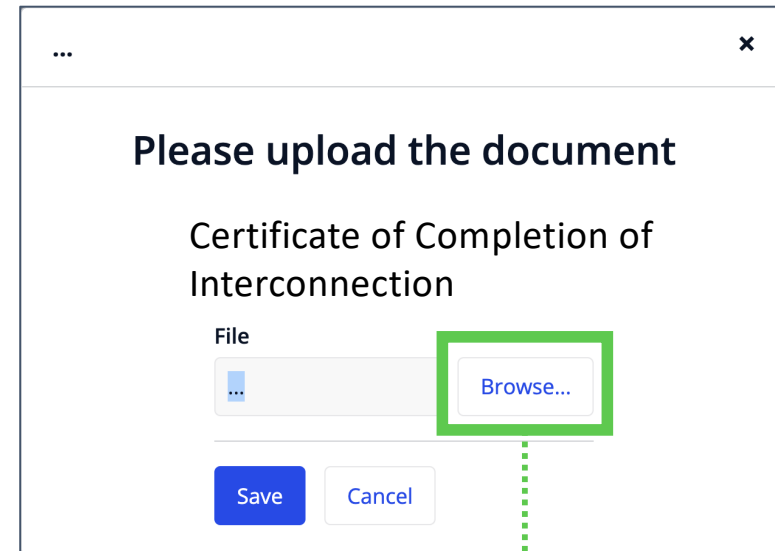 ...
×
Please upload the document
Certificate of Completion of
Interconnection
File
...
Browse...
Save
Cancel